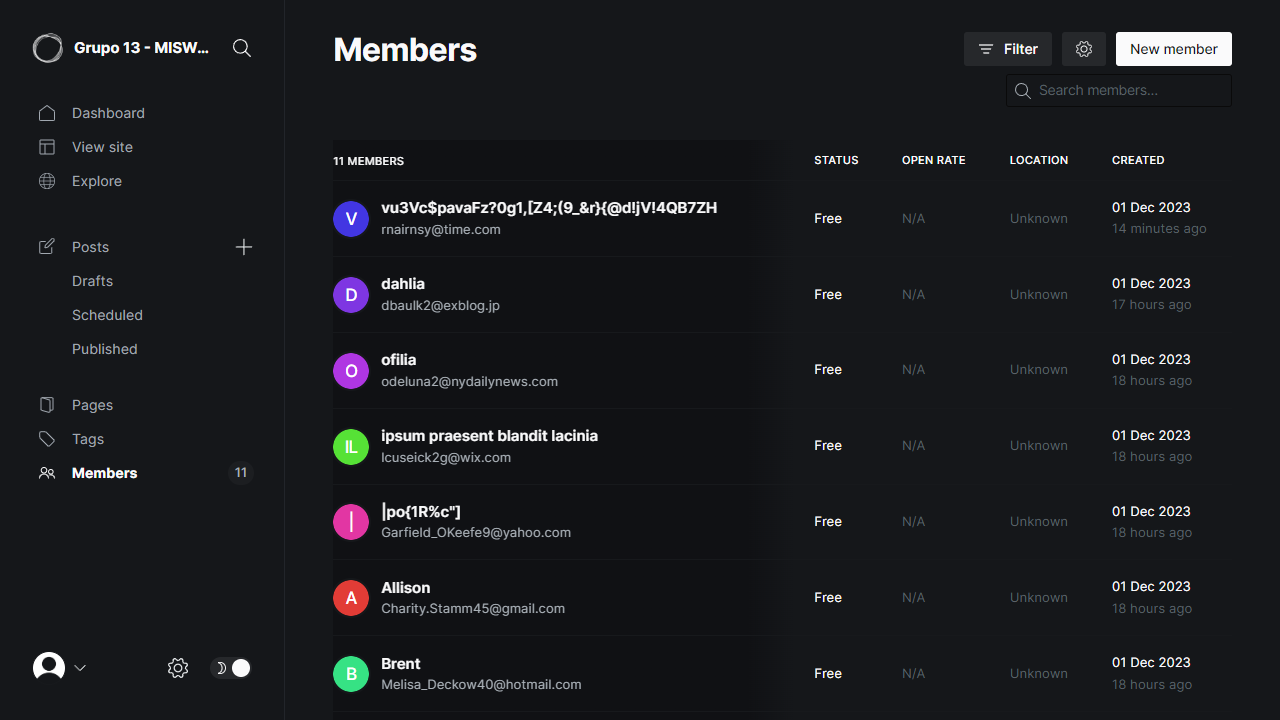 Grupo 13 - MISW...
Dashboard
View site
Explore
Posts
Drafts
Scheduled
Published
Pages
Tags
Members 11
Members
Filter
New member
Search members...
11 MEMBERS STATUS OPEN RATE LOCATION CREATED
V vu3Vc$pavaFz?0g1,[Z4;(9_&r}{@d!jV!4QB7ZH
rnairnsy@time.com
Free N/A Unknown 01 Dec 2023
14 minutes ago
D dahlia
dbaulk2@exblog.jp
Free N/A Unknown 01 Dec 2023
17 hours ago
O ofilia
odeluna2@nydailynews.com
Free N/A Unknown 01 Dec 2023
18 hours ago
IL ipsum praesent blandit lacinia
lcuseick2g@wix.com
Free N/A Unknown 01 Dec 2023
18 hours ago
| |po{1R%c"]
Garfield_OKeefe9@yahoo.com
Free N/A Unknown 01 Dec 2023
18 hours ago
A Allison
Charity.Stamm45@gmail.com
Free N/A Unknown 01 Dec 2023
18 hours ago
B Brent
Melisa_Deckow40@hotmail.com
Free N/A Unknown 01 Dec 2023
18 hours ago